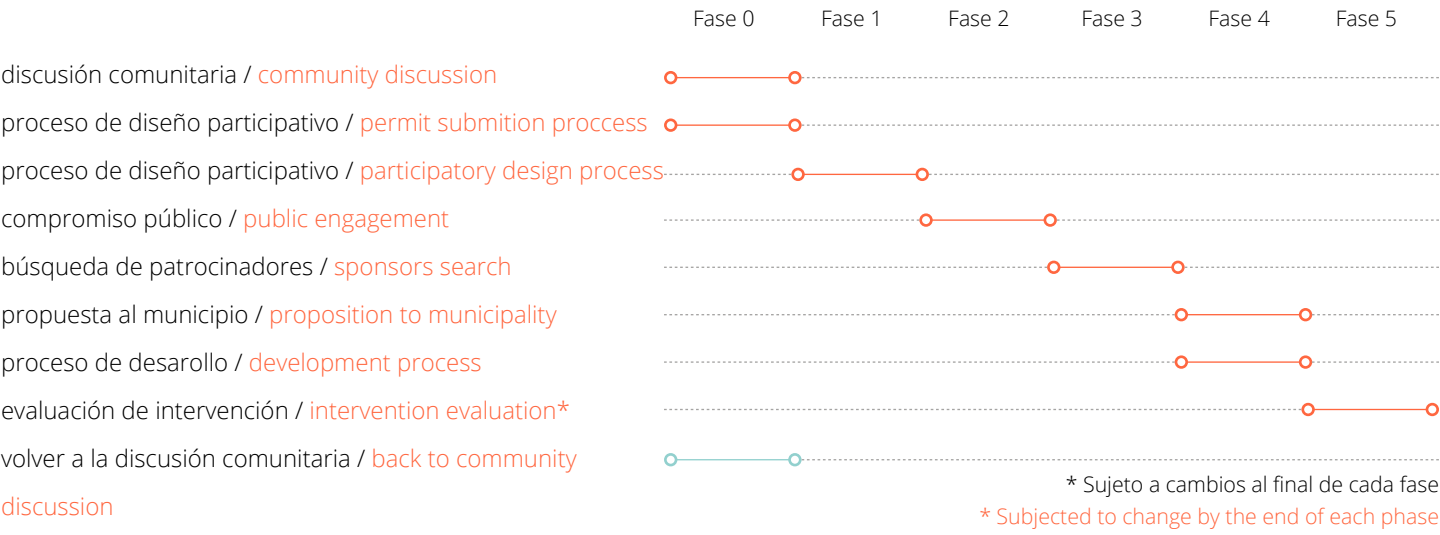 Fase 0 Fase 1 Fase 2 Fase 3 Fase 4 Fase 5
discusión comunitaria / community discussion
proceso de diseño participativo / permit submition proccess
proceso de diseño participativo / participatory design process
compromiso público / public engagement
búsqueda de patrocinadores / sponsors search
propuesta al municipio / proposition to municipality
proceso de desarollo / development process
evaluación de intervención / intervention evaluation*
volver a la discusión comunitaria / back to community
discussion
* Sujeto a cambios al final de cada fase
* Subjected to change by the end of each phase